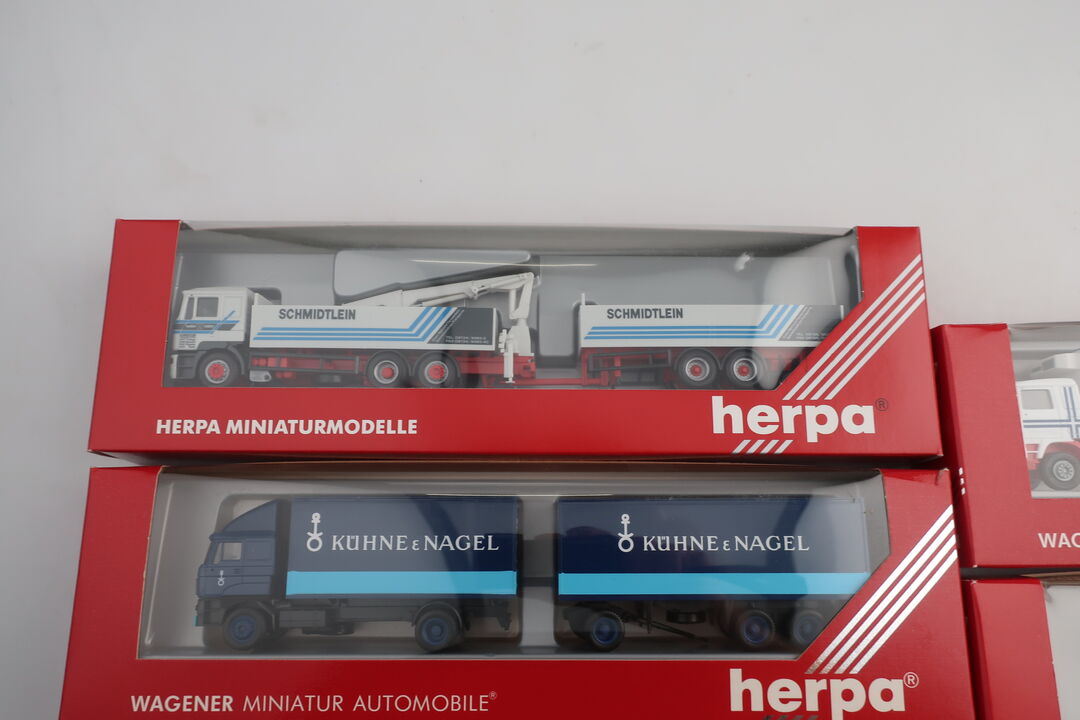 SCHMIDTLEIN
SCHMIDTLEIN
HERPA MINIATURMODELLE
herpa®
KÜHNE & NAGEL
KÜHNE & NAGEL
WAGENER MINIATUR AUTOMOBILE®
herpa®
WAG